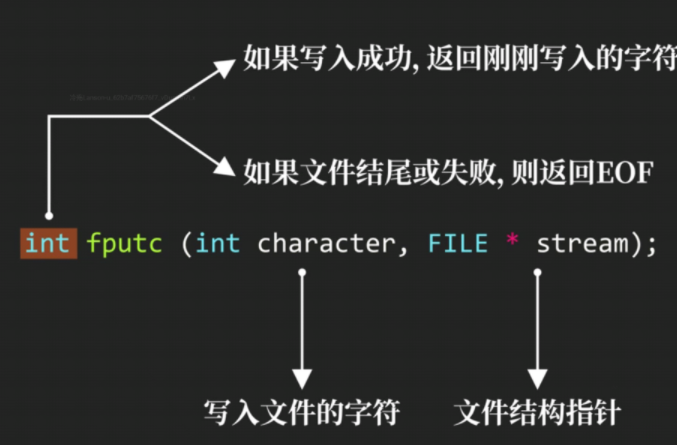 如果写入成功, 返回刚刚写入的字符
如果文件结尾或失败, 则返回EOF
int fputc (int character, FILE * stream);
写入文件的字符
文件结构指针